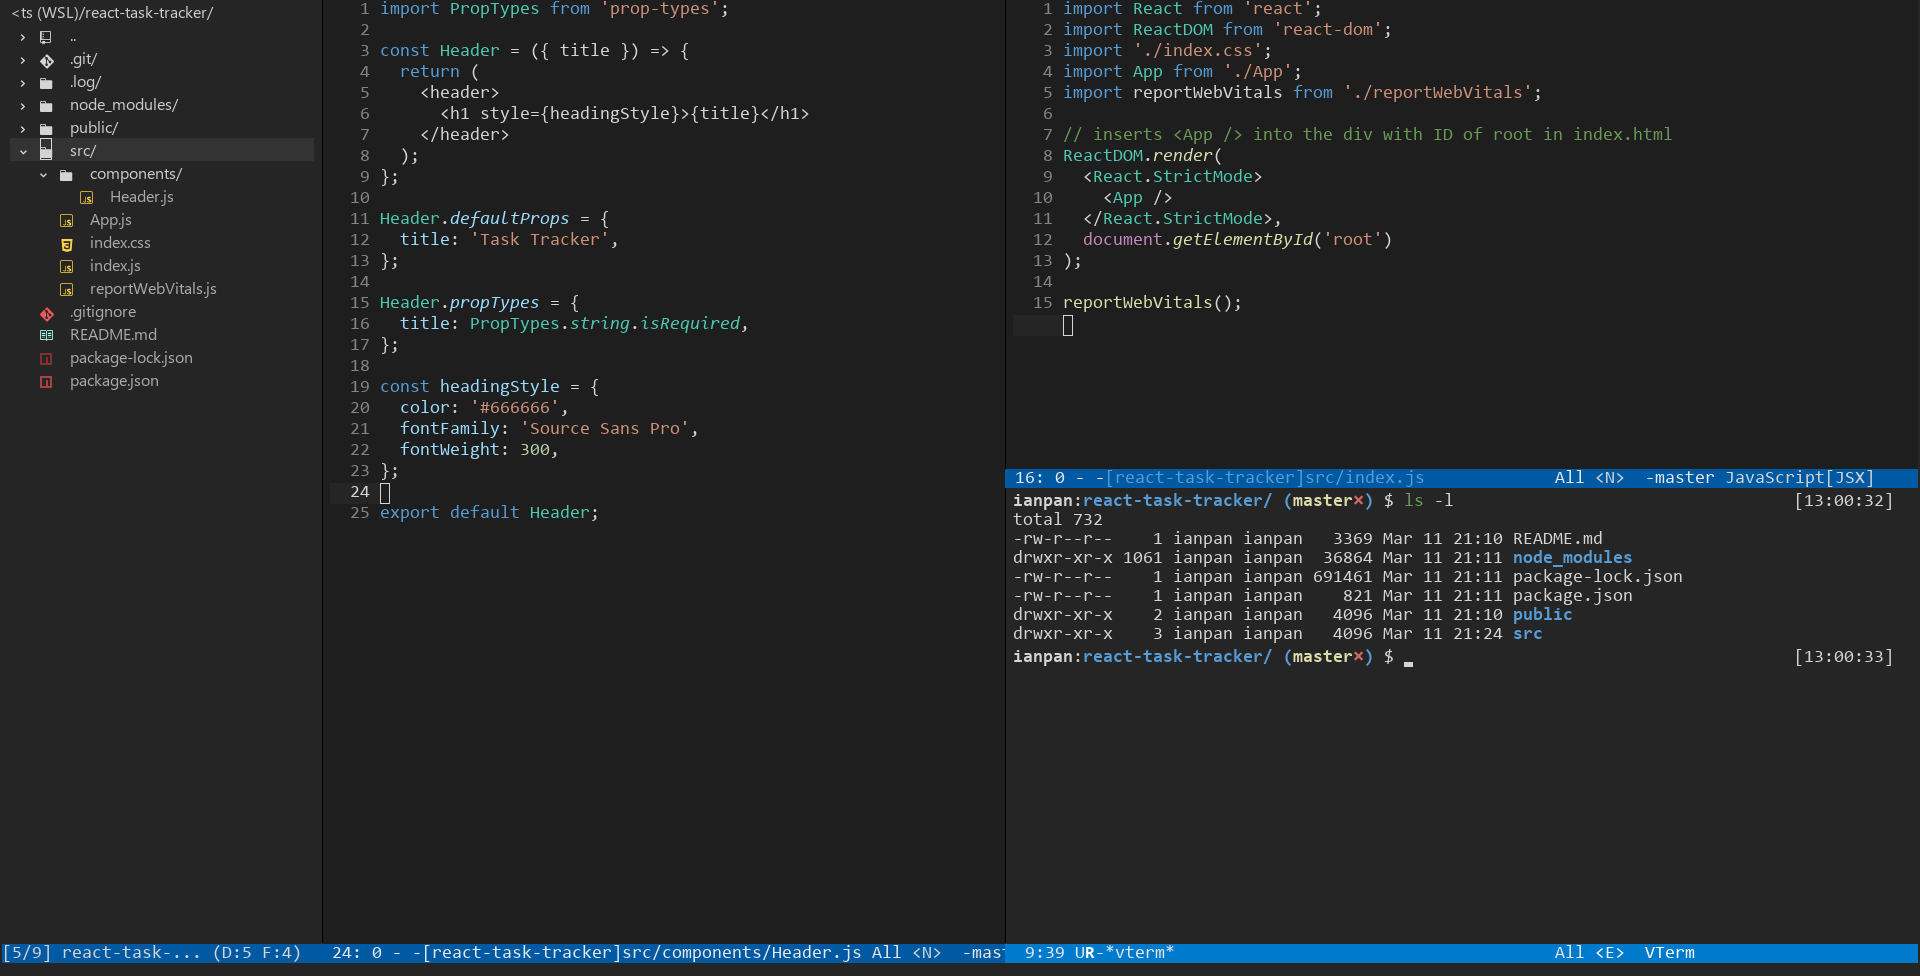 <ts (WSL)/react-task-tracker/
..
.git/
.log/
node_modules/
public/
src/
components/
Header.js
App.js
index.css
index.js
reportWebVitals.js
.gitignore
README.md
package-lock.json
package.json
[5/9] react-task-... (D:5 F:4)
1 import PropTypes from 'prop-types';
2
3 const Header = ({ title }) => {
4   return (
5     <header>
6       <h1 style={headingStyle}>{title}</h1>
7     </header>
8   );
9 };
10
11 Header.defaultProps = {
12   title: 'Task Tracker',
13 };
14
15 Header.propTypes = {
16   title: PropTypes.string.isRequired,
17 };
18
19 const headingStyle = {
20   color: '#666666',
21   fontFamily: 'Source Sans Pro',
22   fontWeight: 300,
23 };
24
25 export default Header;
24: 0 - -[react-task-tracker]src/components/Header.js All <N>  -mast
1 import React from 'react';
2 import ReactDOM from 'react-dom';
3 import './index.css';
4 import App from './App';
5 import reportWebVitals from './reportWebVitals';
6
7 // inserts <App /> into the div with ID of root in index.html
8 ReactDOM.render(
9   <React.StrictMode>
10     <App />
11   </React.StrictMode>,
12   document.getElementById('root')
13 );
14
15 reportWebVitals();
16: 0 - -[react-task-tracker]src/index.js All <N>  -master JavaScript[JSX]
ianpan:react-task-tracker/ (master×) $ ls -l [13:00:32]
total 732
-rw-r--r--    1 ianpan ianpan   3369 Mar 11 21:10 README.md
drwxr-xr-x 1061 ianpan ianpan  36864 Mar 11 21:11 node_modules
-rw-r--r--    1 ianpan ianpan 691461 Mar 11 21:11 package-lock.json
-rw-r--r--    1 ianpan ianpan    821 Mar 11 21:11 package.json
drwxr-xr-x    2 ianpan ianpan   4096 Mar 11 21:10 public
drwxr-xr-x    3 ianpan ianpan   4096 Mar 11 21:24 src
ianpan:react-task-tracker/ (master×) $ [13:00:33]
9:39 UR-*vterm* All <E>  VTerm